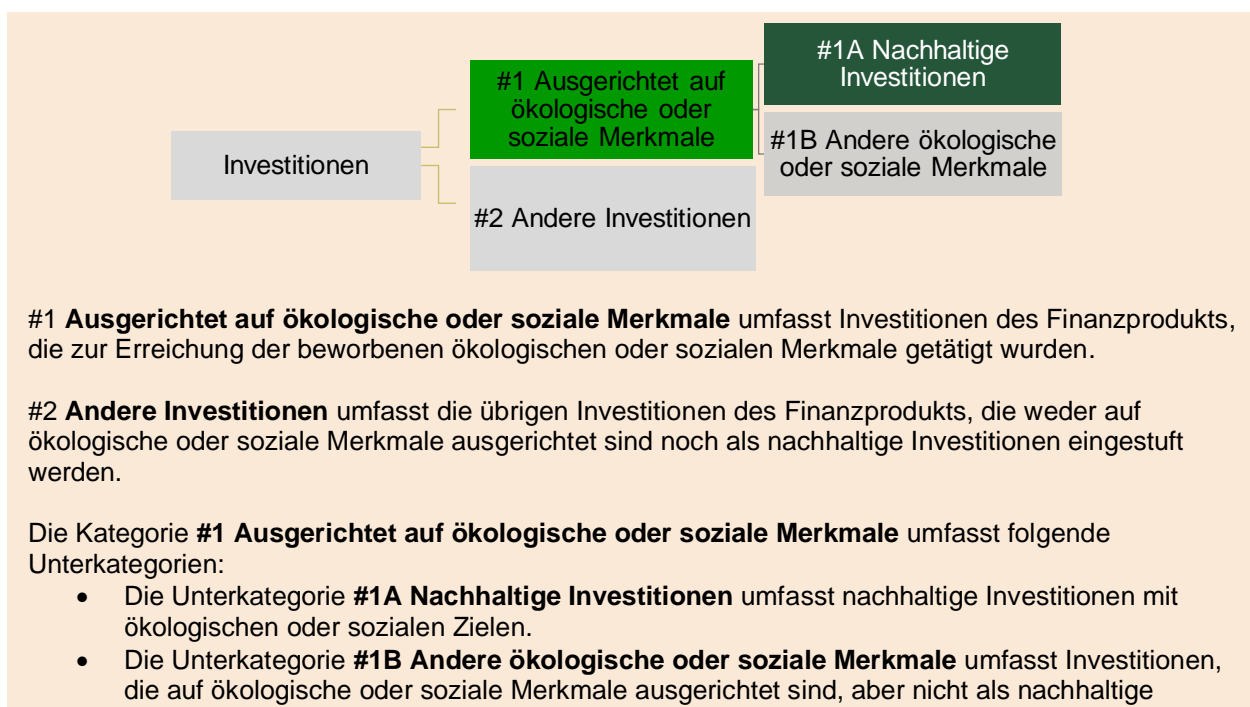 #1A Nachhaltige
Investitionen
#1 Ausgerichtet auf
ökologische oder
soziale Merkmale
#1B Andere ökologische
oder soziale Merkmale
Investitionen
#2 Andere Investitionen
#1 Ausgerichtet auf ökologische oder soziale Merkmale umfasst Investitionen des Finanzprodukts,
die zur Erreichung der beworbenen ökologischen oder sozialen Merkmale getätigt wurden.
#2 Andere Investitionen umfasst die übrigen Investitionen des Finanzprodukts, die weder auf
ökologische oder soziale Merkmale ausgerichtet sind noch als nachhaltige Investitionen eingestuft
werden.
Die Kategorie #1 Ausgerichtet auf ökologische oder soziale Merkmale umfasst folgende
Unterkategorien:
• Die Unterkategorie #1A Nachhaltige Investitionen umfasst nachhaltige Investitionen mit
ökologischen oder sozialen Zielen.
• Die Unterkategorie #1B Andere ökologische oder soziale Merkmale umfasst Investitionen,
die auf ökologische oder soziale Merkmale ausgerichtet sind, aber nicht als nachhaltige